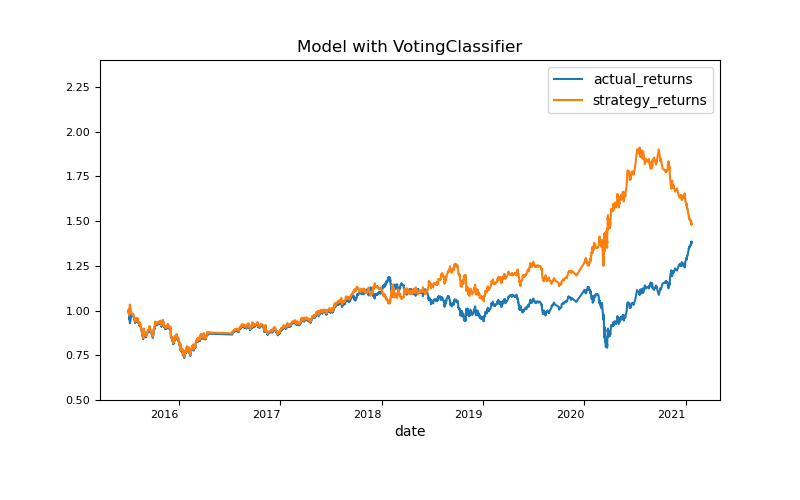 Model with VotingClassifier
actual_returns
strategy_returns
2.25
2.00
1.75
1.50
1.25
1.00
0.75
0.50
2016 2017 2018 2019 2020 2021
date